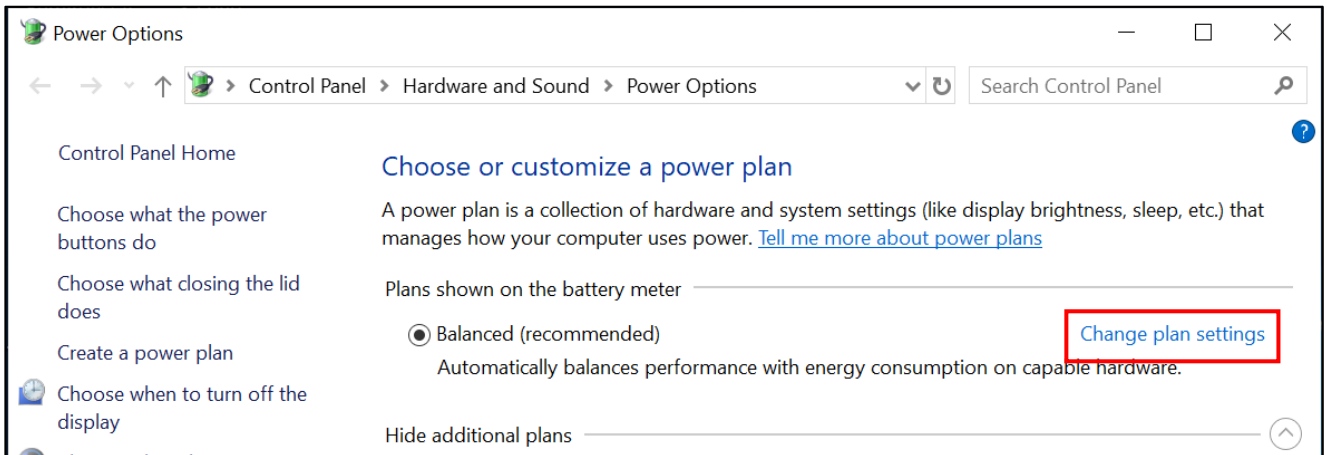 Power Options
Control Panel > Hardware and Sound > Power Options
Search Control Panel
?
Control Panel Home
Choose what the power
buttons do
Choose what closing the lid
does
Create a power plan
Choose when to turn off the
display
Choose or customize a power plan
A power plan is a collection of hardware and system settings (like display brightness, sleep, etc.) that
manages how your computer uses power. Tell me more about power plans
Plans shown on the battery meter
Balanced (recommended)
Change plan settings
Automatically balances performance with energy consumption on capable hardware.
Hide additional plans